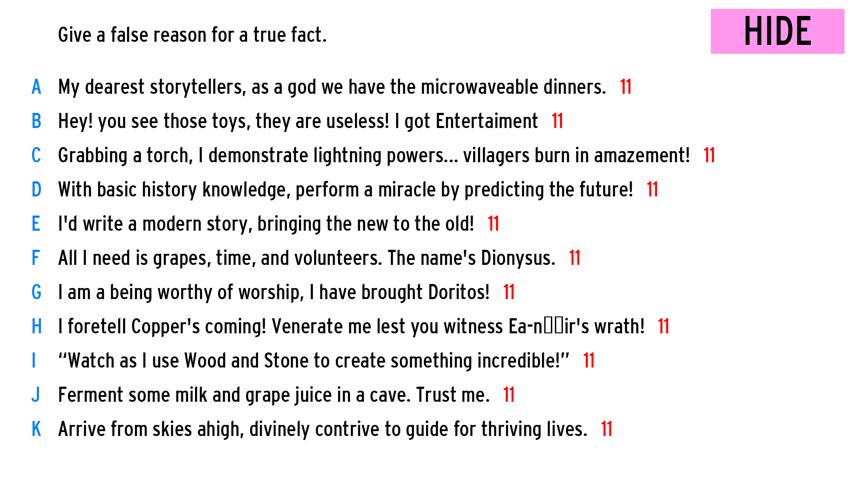 Give a false reason for a true fact.
HIDE
A My dearest storytellers, as a god we have the microwaveable dinners. 11
B Hey! you see those toys, they are useless! I got Entertaiment 11
C Grabbing a torch, I demonstrate lightning powers... villagers burn in amazement! 11
D With basic history knowledge, perform a miracle by predicting the future! 11
E I'd write a modern story, bringing the new to the old! 11
F All I need is grapes, time, and volunteers. The name's Dionysus. 11
G I am a being worthy of worship, I have brought Doritos! 11
H I foretell Copper's coming! Venerate me lest you witness Ea-n▯▯ir's wrath! 11
I “Watch as I use Wood and Stone to create something incredible!” 11
J Ferment some milk and grape juice in a cave. Trust me. 11
K Arrive from skies ahigh, divinely contrive to guide for thriving lives. 11